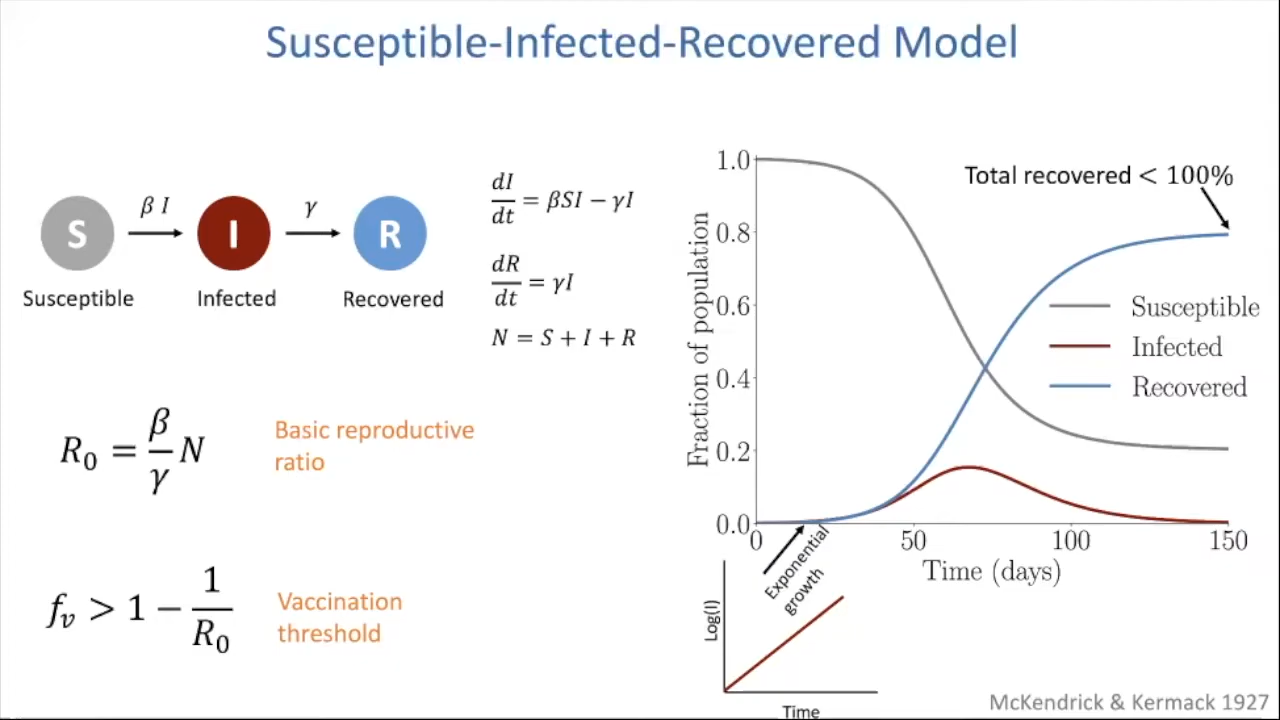 Susceptible-Infected-Recovered Model
β I
γ
S
I
R
Susceptible
Infected
Recovered
dI/dt = βSI − γI
dR/dt = γI
N = S + I + R
R₀ = β/γ N
Basic reproductive
ratio
fᵥ > 1 − 1/R₀
Vaccination
threshold
Total recovered < 100%
Fraction of population
1.0
0.8
0.6
0.4
0.2
0.0
Susceptible
Infected
Recovered
0
50
100
150
Time (days)
Exponential
growth
Log(I)
Time
McKendrick & Kermack 1927